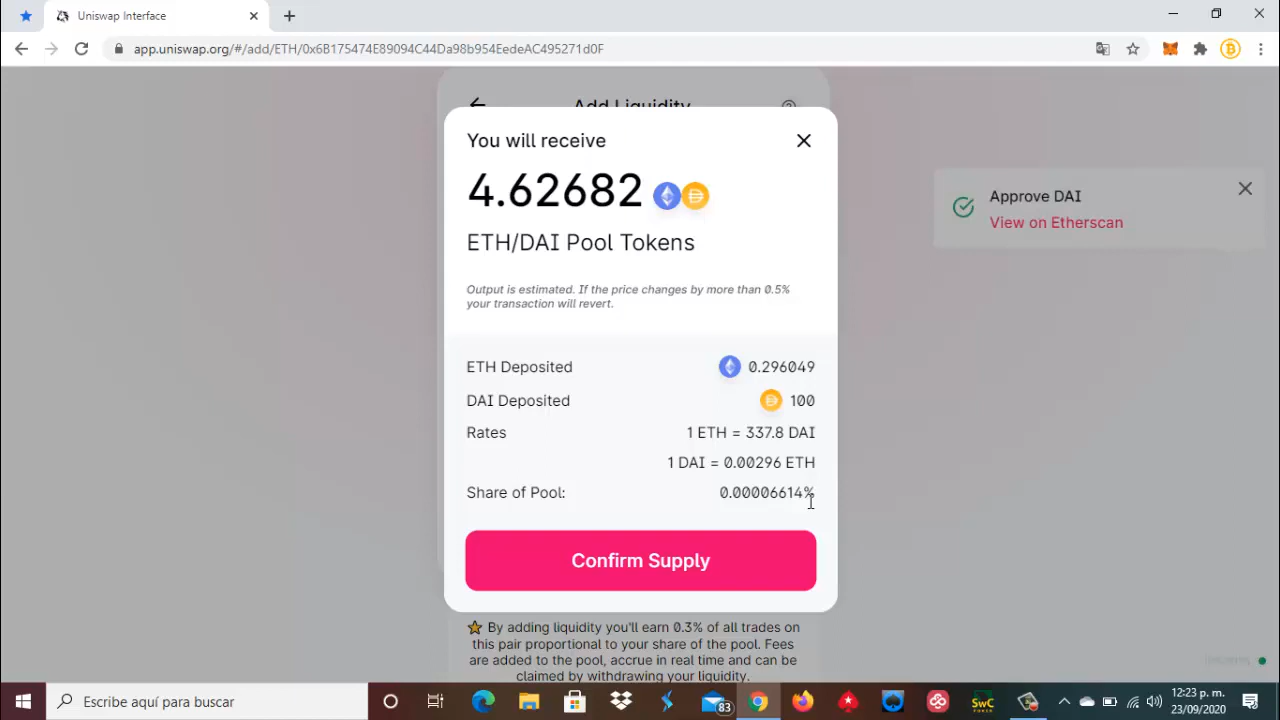 Uniswap Interface
app.uniswap.org/#/add/ETH/0x6B175474E89094C44Da98b954EedeAC495271d0F
Add Liquidity
You will receive
4.62682
ETH/DAI Pool Tokens
Output is estimated. If the price changes by more than 0.5%
your transaction will revert.
ETH Deposited 0.296049
DAI Deposited 100
Rates 1 ETH = 337.8 DAI
1 DAI = 0.00296 ETH
Share of Pool: 0.00006614%
Confirm Supply
Approve DAI
View on Etherscan
⭐ By adding liquidity you'll earn 0.3% of all trades on
this pair proportional to your share of the pool. Fees
are added to the pool, accrue in real time and can be
claimed by withdrawing your liquidity.
Escribe aquí para buscar
83
SwC
POKER
12:23 p. m.
23/09/2020